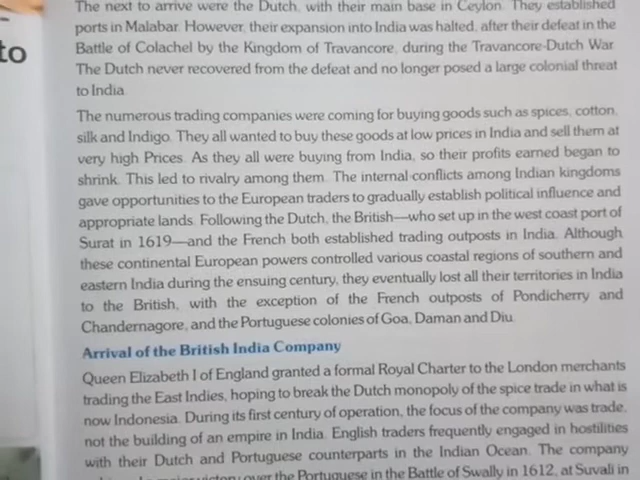 to
The next to arrive were the Dutch, with their main base in Ceylon. They established
ports in Malabar. However, their expansion into India was halted, after their defeat in the
Battle of Colachel by the Kingdom of Travancore, during the Travancore-Dutch War.
The Dutch never recovered from the defeat and no longer posed a large colonial threat
to India.
The numerous trading companies were coming for buying goods such as spices, cotton,
silk and Indigo. They all wanted to buy these goods at low prices in India and sell them at
very high Prices. As they all were buying from India, so their profits earned began to
shrink. This led to rivalry among them. The internal conflicts among Indian kingdoms
gave opportunities to the European traders to gradually establish political influence and
appropriate lands. Following the Dutch, the British—who set up in the west coast port of
Surat in 1619—and the French both established trading outposts in India. Although
these continental European powers controlled various coastal regions of southern and
eastern India during the ensuing century, they eventually lost all their territories in India
to the British, with the exception of the French outposts of Pondicherry and
Chandernagore, and the Portuguese colonies of Goa, Daman and Diu.
Arrival of the British India Company
Queen Elizabeth I of England granted a formal Royal Charter to the London merchants
trading the East Indies, hoping to break the Dutch monopoly of the spice trade in what is
now Indonesia. During its first century of operation, the focus of the company was trade,
not the building of an empire in India. English traders frequently engaged in hostilities
with their Dutch and Portuguese counterparts in the Indian Ocean. The company
victory over the Portuguese in the Battle of Swally in 1612, at Suvali in